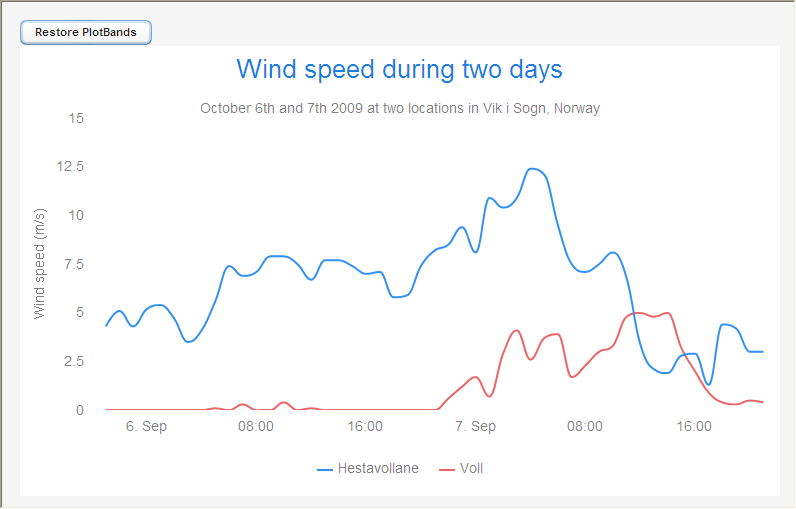 Restore PlotBands
Wind speed during two days
October 6th and 7th 2009 at two locations in Vik i Sogn, Norway
15
12.5
10
7.5
5
2.5
0
Wind speed (m/s)
6. Sep 08:00 16:00 7. Sep 08:00 16:00
Hestavollane Voll